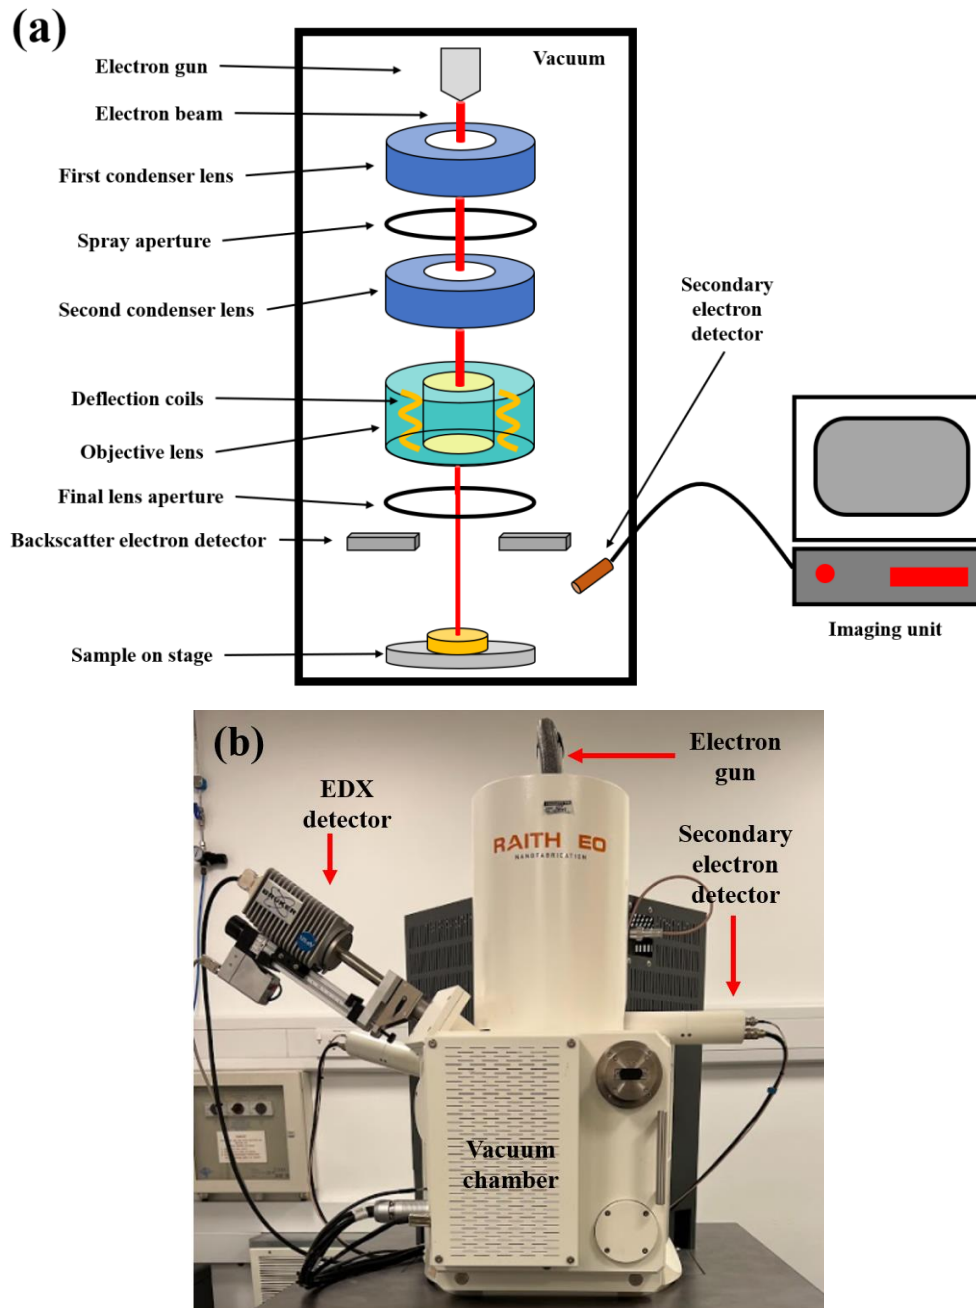 (a)
Vacuum
Electron gun
Electron beam
First condenser lens
Spray aperture
Second condenser lens
Secondary
electron
detector
Deflection coils
Objective lens
Final lens aperture
Backscatter electron detector
Imaging unit
Sample on stage
(b)
Electron
gun
EDX
detector
RAITH EO
NANOFABRICATION
Secondary
electron
detector
BRUKER
Vacuum
chamber